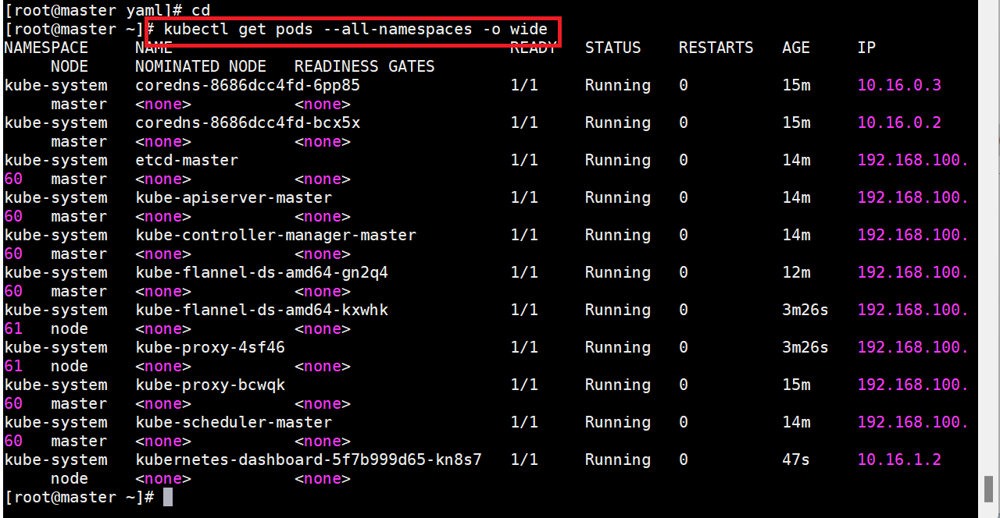 [root@master yaml]# cd
[root@master ~]# kubectl get pods --all-namespaces -o wide
NAMESPACE     NAME                                    READY   STATUS    RESTARTS   AGE     IP
     NODE     NOMINATED NODE   READINESS GATES
kube-system   coredns-8686dcc4fd-6pp85                1/1     Running   0          15m     10.16.0.3
     master   <none>           <none>
kube-system   coredns-8686dcc4fd-bcx5x                1/1     Running   0          15m     10.16.0.2
     master   <none>           <none>
kube-system   etcd-master                             1/1     Running   0          14m     192.168.100.
60   master   <none>           <none>
kube-system   kube-apiserver-master                   1/1     Running   0          14m     192.168.100.
60   master   <none>           <none>
kube-system   kube-controller-manager-master          1/1     Running   0          14m     192.168.100.
60   master   <none>           <none>
kube-system   kube-flannel-ds-amd64-gn2q4             1/1     Running   0          12m     192.168.100.
60   master   <none>           <none>
kube-system   kube-flannel-ds-amd64-kxwhk             1/1     Running   0          3m26s   192.168.100.
61   node     <none>           <none>
kube-system   kube-proxy-4sf46                        1/1     Running   0          3m26s   192.168.100.
61   node     <none>           <none>
kube-system   kube-proxy-bcwqk                        1/1     Running   0          15m     192.168.100.
60   master   <none>           <none>
kube-system   kube-scheduler-master                   1/1     Running   0          14m     192.168.100.
60   master   <none>           <none>
kube-system   kubernetes-dashboard-5f7b999d65-kn8s7   1/1     Running   0          47s     10.16.1.2
     node     <none>           <none>
[root@master ~]#